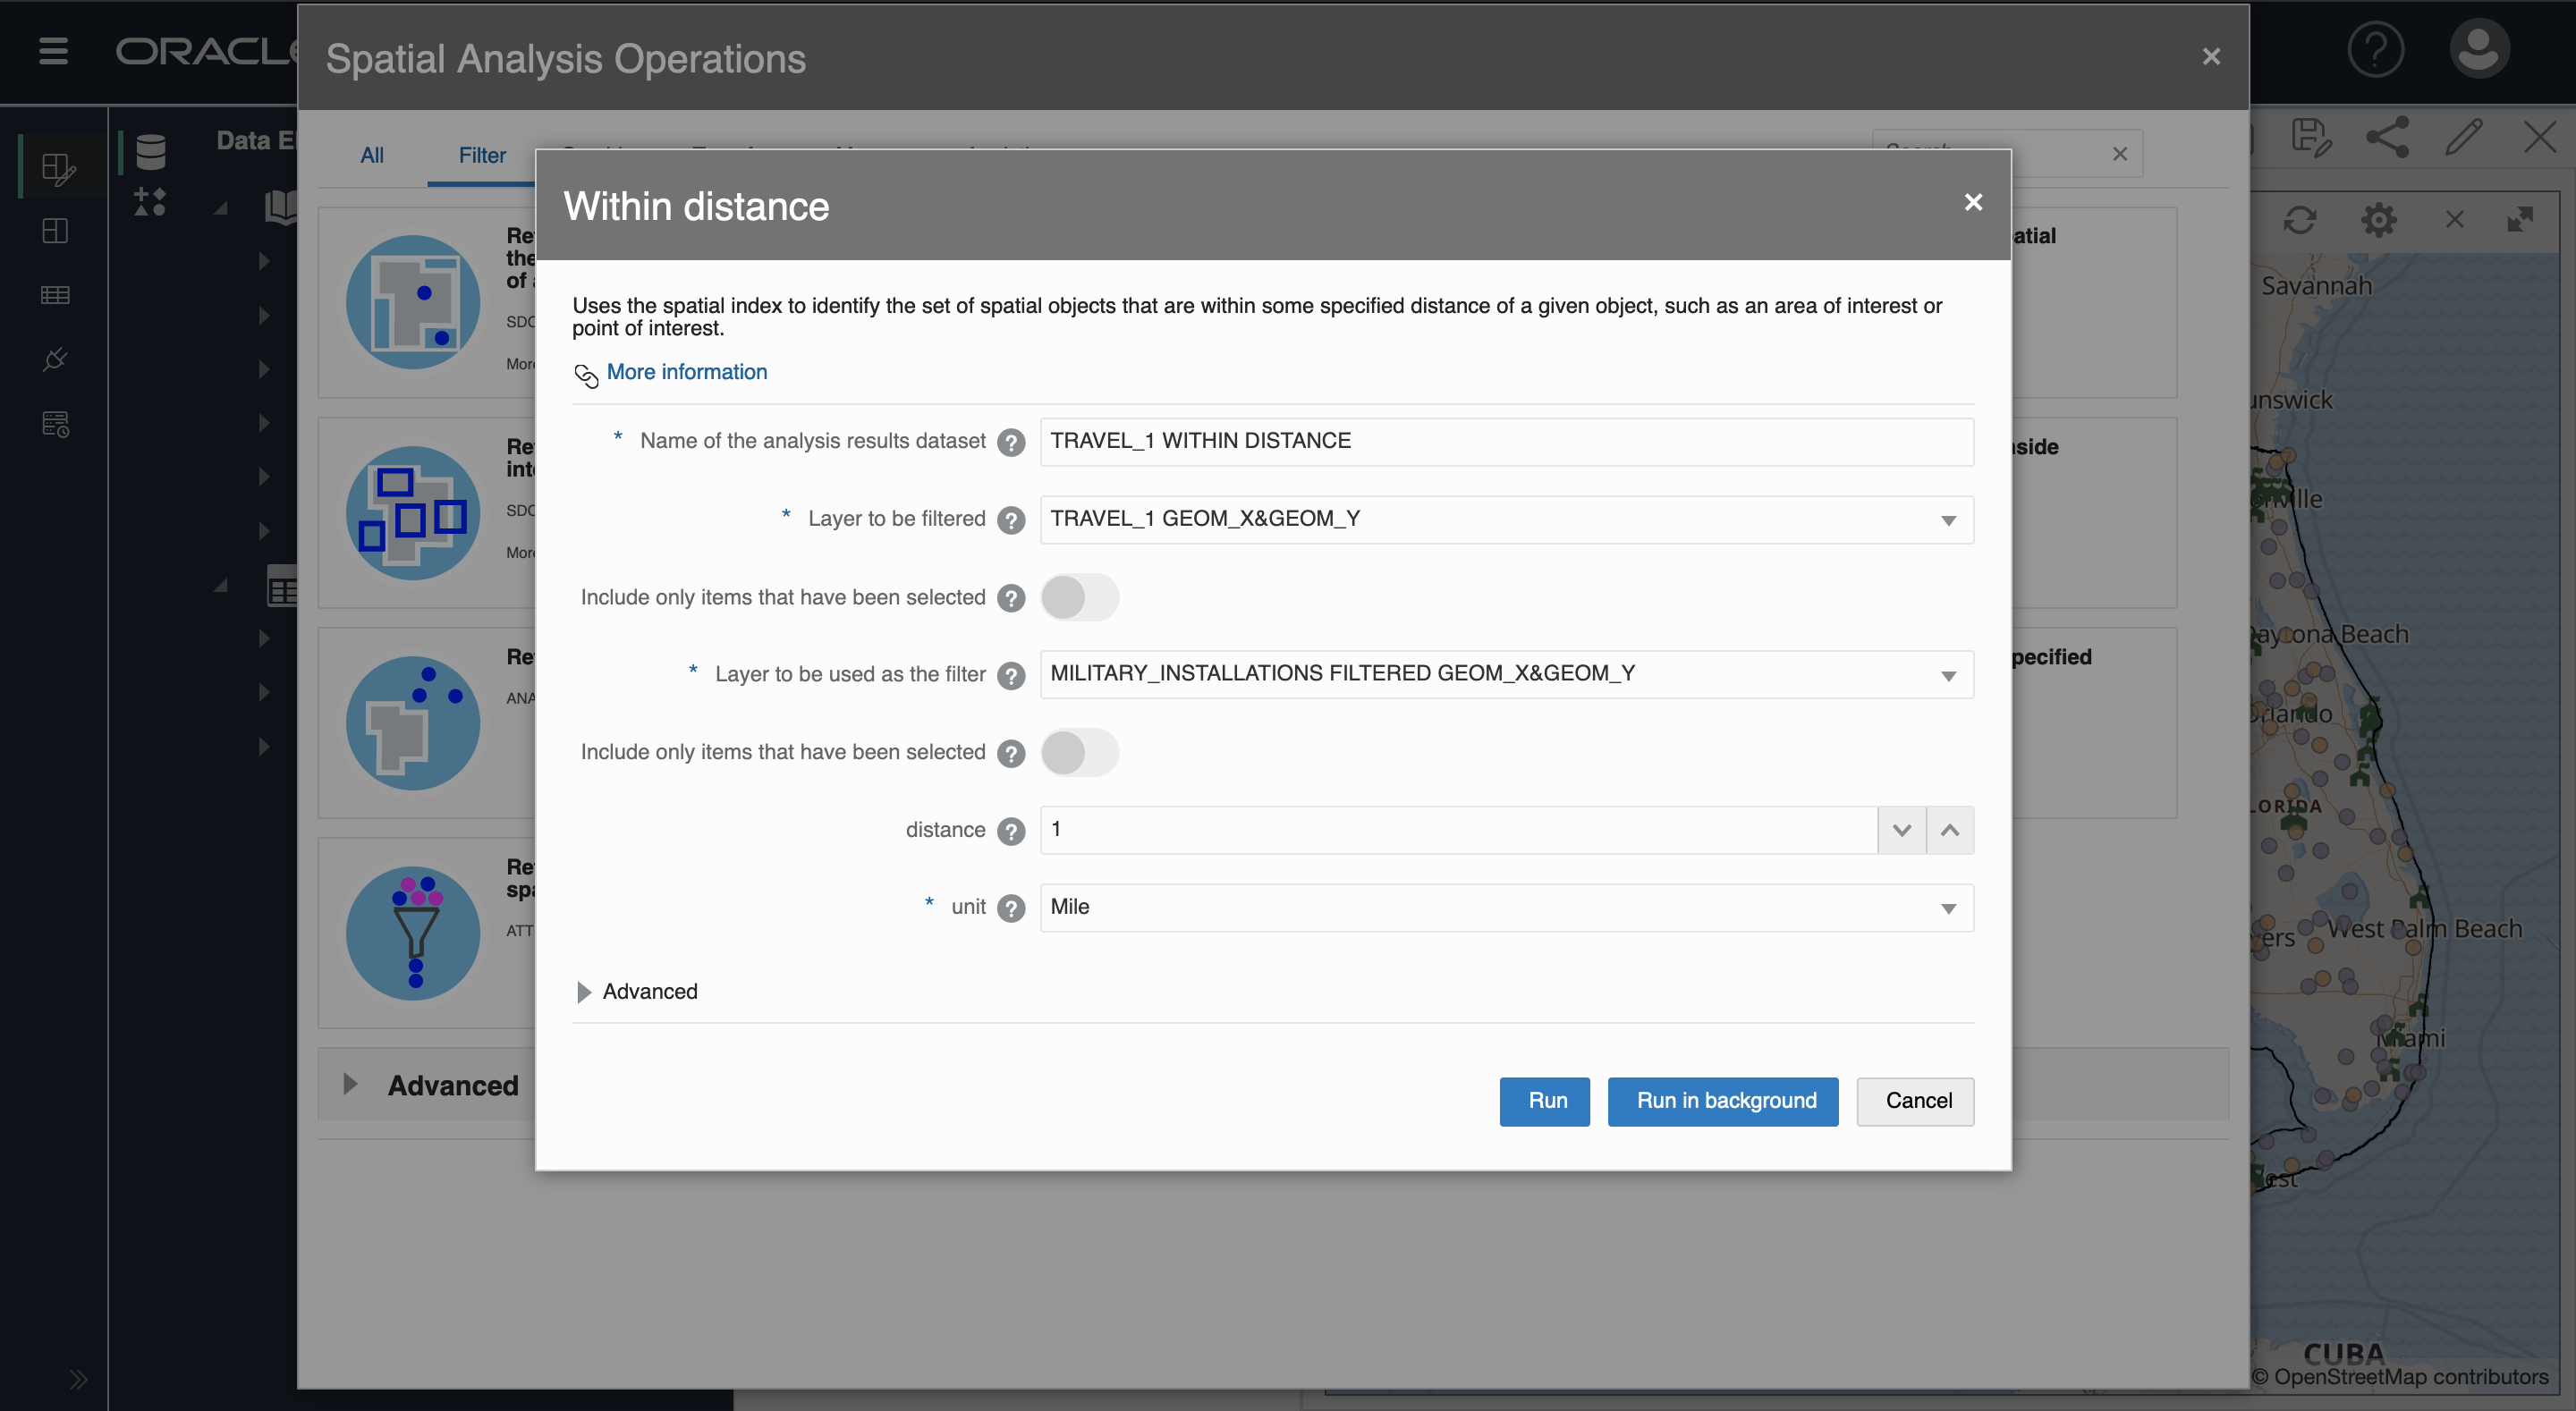 ORACL
Spatial Analysis Operations
Data El
All
Filter
Within distance
Uses the spatial index to identify the set of spatial objects that are within some specified distance of a given object, such as an area of interest or
point of interest.
More information
* Name of the analysis results dataset ? TRAVEL_1 WITHIN DISTANCE
* Layer to be filtered ? TRAVEL_1 GEOM_X&GEOM_Y
Include only items that have been selected ?
* Layer to be used as the filter ? MILITARY_INSTALLATIONS FILTERED GEOM_X&GEOM_Y
Include only items that have been selected ?
distance ? 1
* unit ? Mile
Advanced
Run
Run in background
Cancel
Re
the
of
SDO
More
Re
inte
SDO
More
Re
ANA
Re
spa
ATT
Advanced
atial
side
pecified
Savannah
unswick
ville
Daytona Beach
Orlando
LORIDA
West Palm Beach
ers
Miami
est
CUBA
© OpenStreetMap contributors